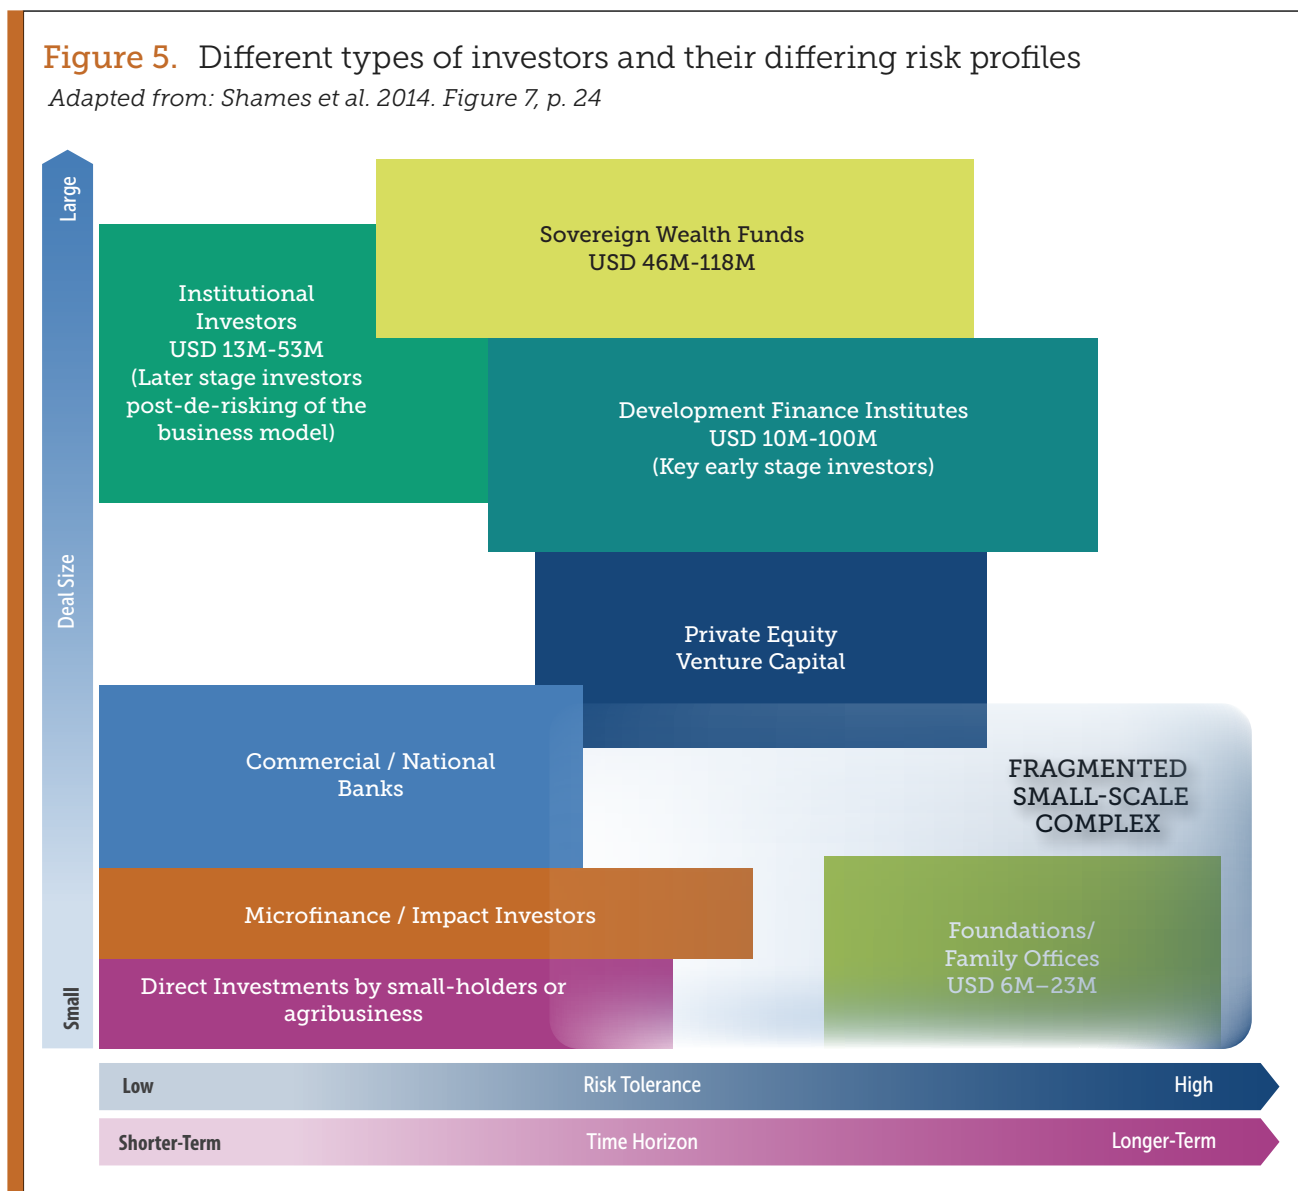 Figure 5. Different types of investors and their differing risk profiles
Adapted from: Shames et al. 2014. Figure 7, p. 24
Large
Deal Size
Small
Sovereign Wealth Funds
USD 46M-118M
Institutional
Investors
USD 13M-53M
(Later stage investors
post-de-risking of the
business model)
Development Finance Institutes
USD 10M-100M
(Key early stage investors)
Private Equity
Venture Capital
Commercial / National
Banks
FRAGMENTED
SMALL-SCALE
COMPLEX
Microfinance / Impact Investors
Foundations/
Family Offices
USD 6M–23M
Direct Investments by small-holders or
agribusiness
Low Risk Tolerance High
Shorter-Term Time Horizon Longer-Term